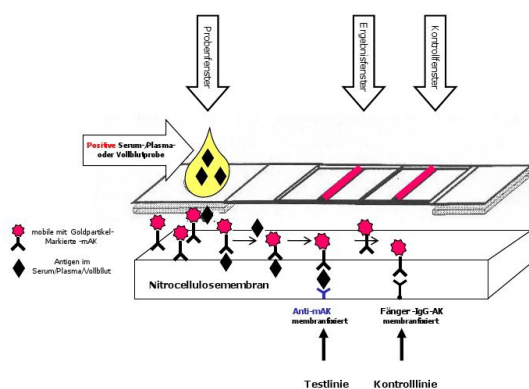 Probenfenster
Ergebnisfenster
Kontrollfenster
Positive Serum-/Plasma-
oder Vollblutprobe
mobile mit Goldpartikel-
Markierte -mAK
Antigen im
Serum/Plasma/Vollblut
Nitrocellulosemembran
Anti-mAK
membranfixiert
Fänger -IgG-AK
membranfixiert
Testlinie
Kontrolllinie